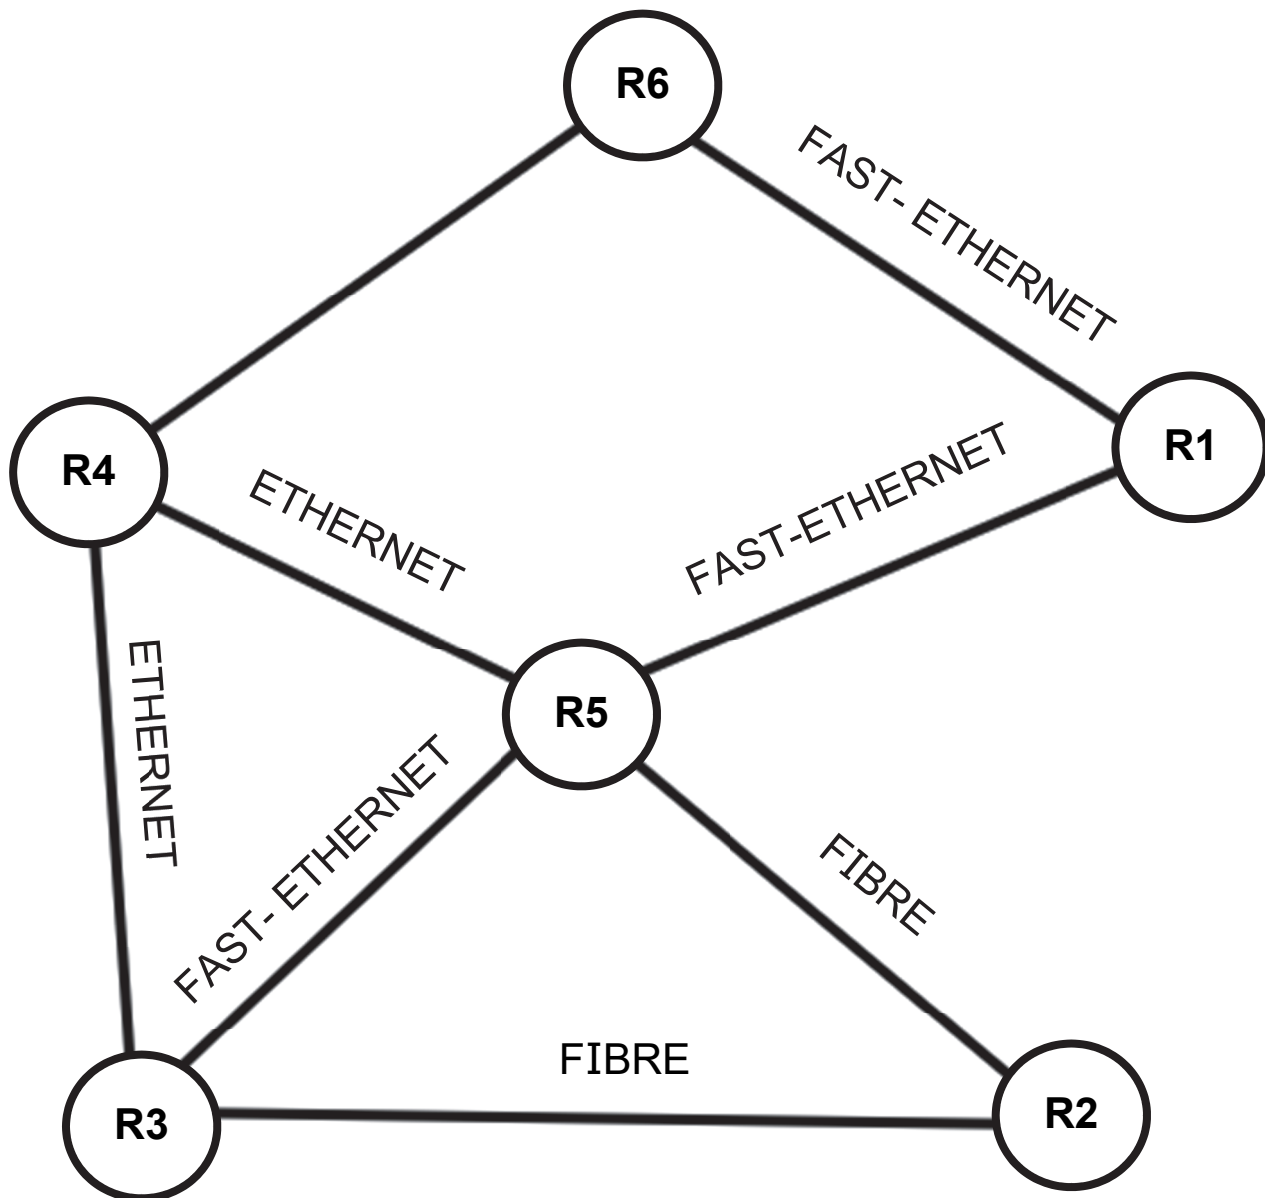 R6
FAST- ETHERNET
R1
R4
ETHERNET
FAST-ETHERNET
ETHERNET
R5
FAST- ETHERNET
FIBRE
FIBRE
R3
R2